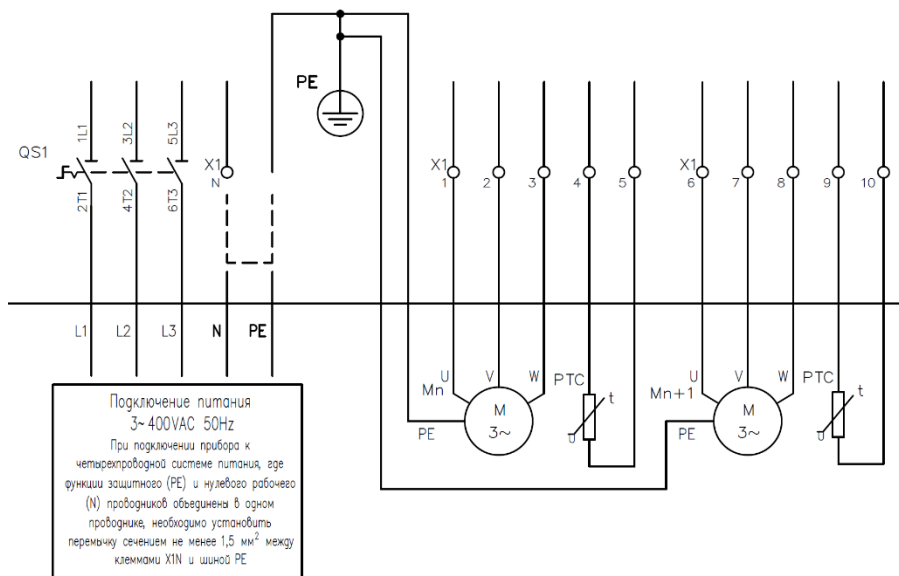 PE
QS1
1L1
3L2
5L3
2T1
4T2
6T3
X1
N
X1
1
2
3
4
5
X1
6
7
8
9
10
L1
L2
L3
N
PE
U
V
W
Mn
PE
M
3~
PTC
t
U
U
V
W
Mn+1
PE
M
3~
PTC
t
U
Подключение питания
3~ 400VAC 50Hz
При подключении прибора к
четырехпроводной системе питания, где
функции защитного (PE) и нулевого рабочего
(N) проводников объединены в одном
проводнике, необходимо установить
перемычку сечением не менее 1,5 мм² между
клеммами X1N и шиной PE